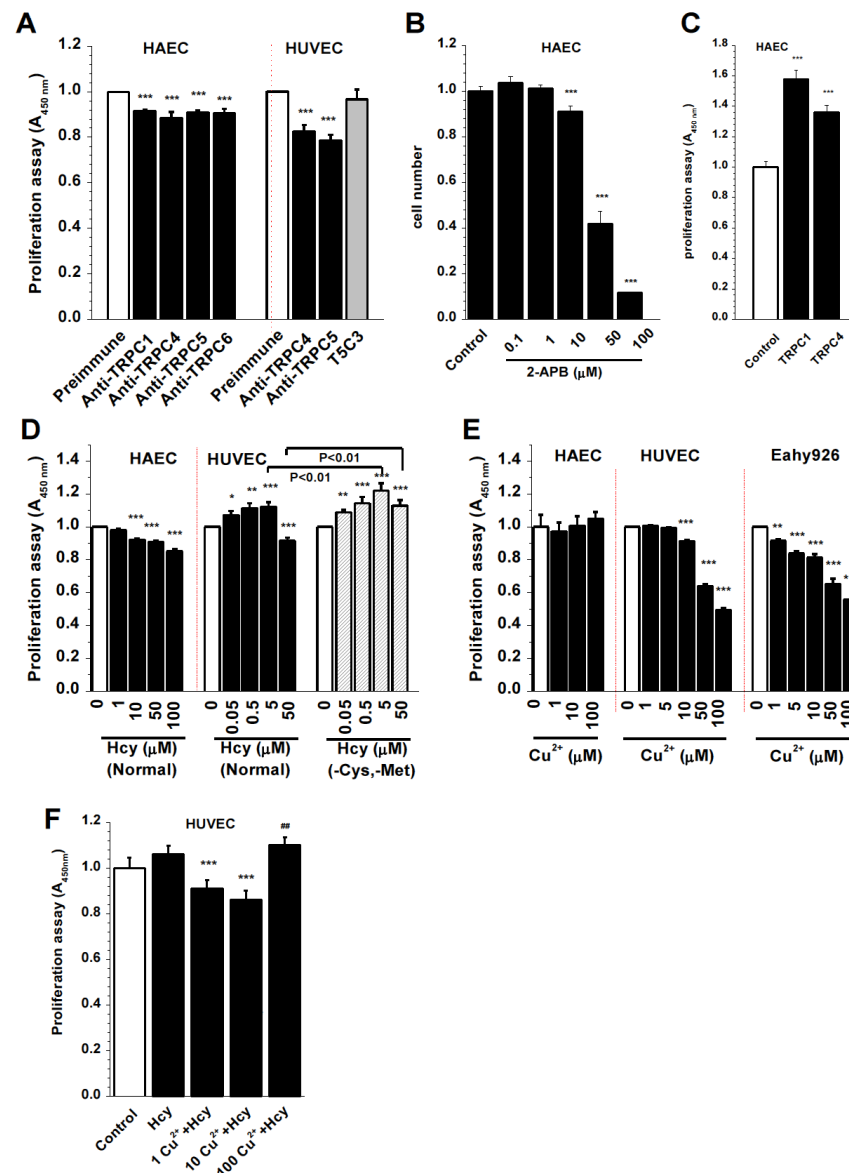 A
HAEC
HUVEC
Proliferation assay (A450 nm)
1.2
1.0
0.8
0.6
0.4
0.2
0.0
*** *** *** ***
*** ***
Preimmune
Anti-TRPC1
Anti-TRPC4
Anti-TRPC5
Anti-TRPC6
Preimmune
Anti-TRPC4
Anti-TRPC5
T5C3
B
HAEC
cell number
1.2
1.0
0.8
0.6
0.4
0.2
0.0
***
***
***
Control
0.1
1
10
50
100
2-APB (μM)
C
HAEC
proliferation assay (A450 nm)
1.8
1.6
1.4
1.2
1.0
0.8
0.6
0.4
0.2
0.0
***
***
Control
TRPC1
TRPC4
D
HAEC
HUVEC
P<0.01
P<0.01
Proliferation assay (A450 nm)
1.4
1.2
1.0
0.8
0.6
0.4
0.2
0.0
*** *** ***
* ** *** ***
** *** *** ***
0 1 10 50 100
0 0.05 0.5 5 50
0 0.05 0.5 5 50
Hcy (μM)
(Normal)
Hcy (μM)
(Normal)
Hcy (μM)
(-Cys,-Met)
E
HAEC
HUVEC
Eahy926
Proliferation assay (A450 nm)
1.4
1.2
1.0
0.8
0.6
0.4
0.2
0.0
*** *** ***
** *** *** ***
0 1 10 100
0 1 5 10 50 100
0 1 5 10 50 100
Cu2+ (μM)
Cu2+ (μM)
Cu2+ (μM)
F
HUVEC
Proliferation assay (A450nm)
1.2
1.0
0.8
0.6
0.4
0.2
0.0
***
***
##
Control
Hcy
1 Cu2++Hcy
10 Cu2++Hcy
100 Cu2++Hcy